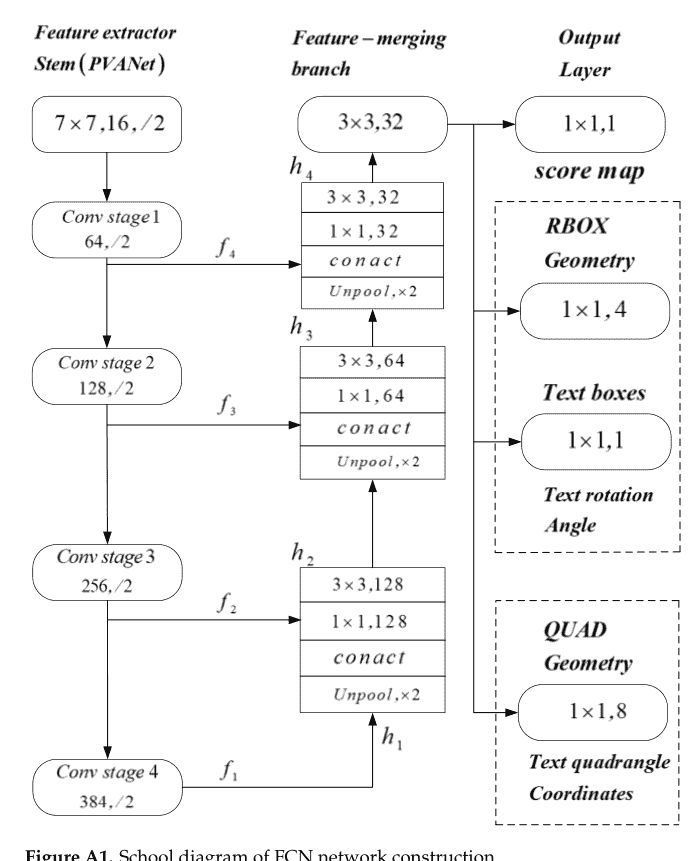 Feature extractor
Stem (PVANet)
7×7,16,/2
Conv stage 1
64,/2
Conv stage 2
128,/2
Conv stage 3
256,/2
Conv stage 4
384,/2
f4
f3
f2
f1
Feature – merging
branch
3×3,32
h4
3×3,32
1×1,32
conact
Unpool,×2
h3
3×3,64
1×1,64
conact
Unpool,×2
h2
3×3,128
1×1,128
conact
Unpool,×2
h1
Output
Layer
1×1,1
score map
RBOX
Geometry
1×1,4
Text boxes
1×1,1
Text rotation
Angle
QUAD
Geometry
1×1,8
Text quadrangle
Coordinates
Figure A1. School diagram of FCN network construction